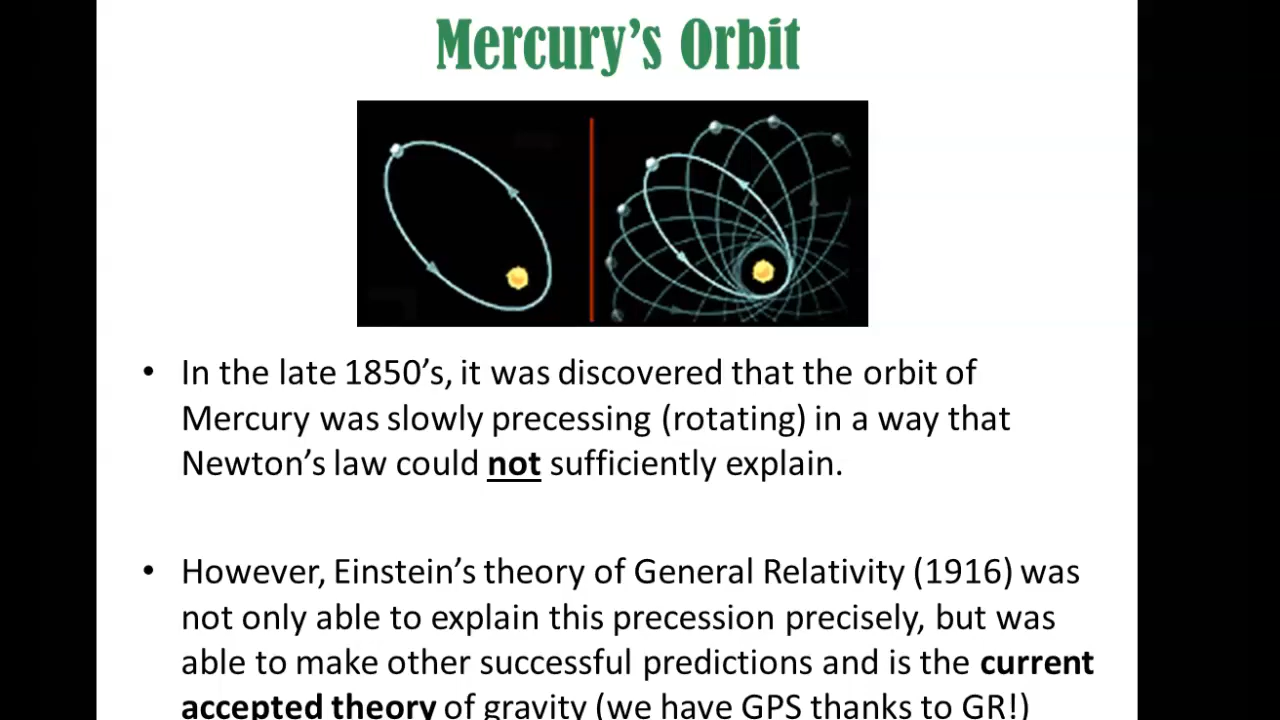 Mercury’s Orbit
• In the late 1850’s, it was discovered that the orbit of
Mercury was slowly precessing (rotating) in a way that
Newton’s law could not sufficiently explain.
• However, Einstein’s theory of General Relativity (1916) was
not only able to explain this precession precisely, but was
able to make other successful predictions and is the current
accepted theory of gravity (we have GPS thanks to GR!)